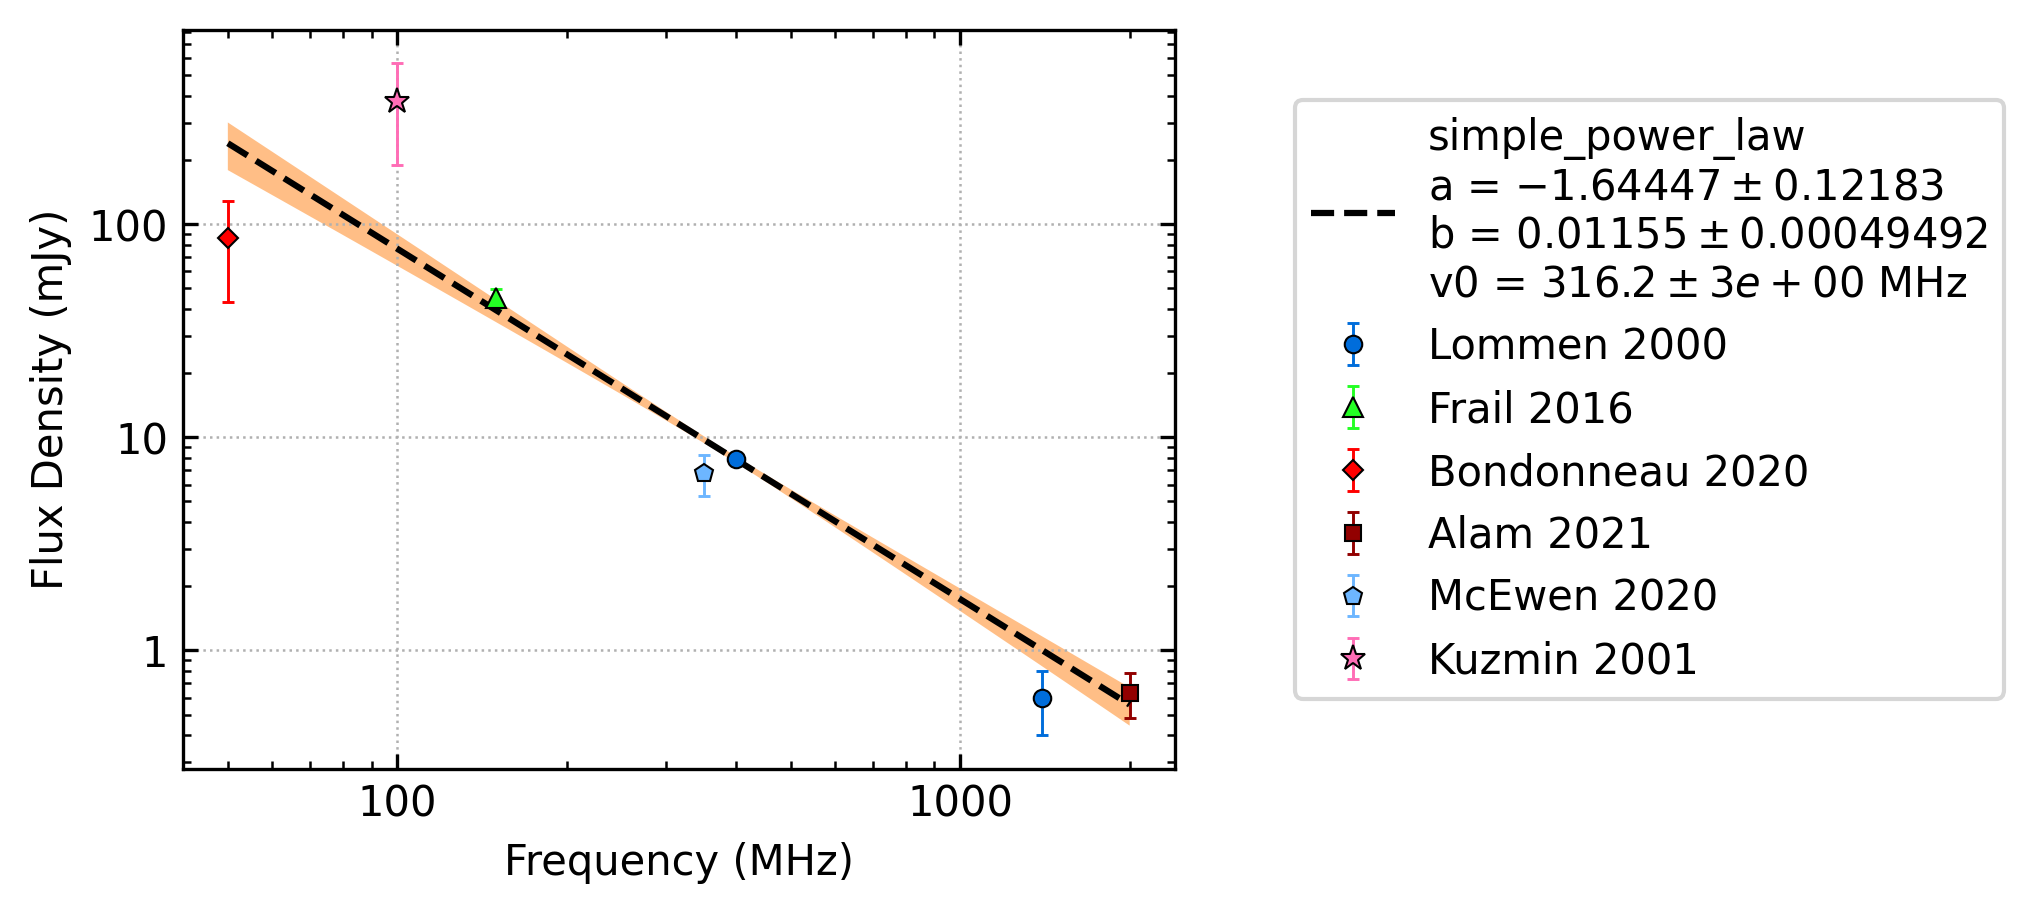 Flux Density (mJy)
100
10
1
100
1000
Frequency (MHz)
simple_power_law
a = −1.64447 ± 0.12183
b = 0.01155 ± 0.00049492
v0 = 316.2 ± 3e + 00 MHz
Lommen 2000
Frail 2016
Bondonneau 2020
Alam 2021
McEwen 2020
Kuzmin 2001